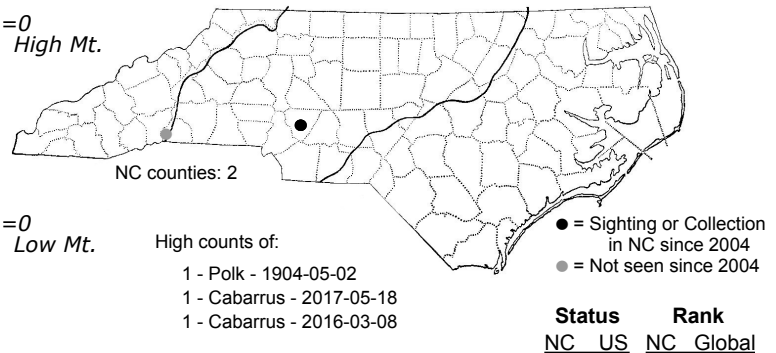 =0
High Mt.
NC counties: 2
=0
Low Mt.
High counts of:
1 - Polk - 1904-05-02
1 - Cabarrus - 2017-05-18
1 - Cabarrus - 2016-03-08
● = Sighting or Collection
in NC since 2004
● = Not seen since 2004
Status Rank
NC US NC Global